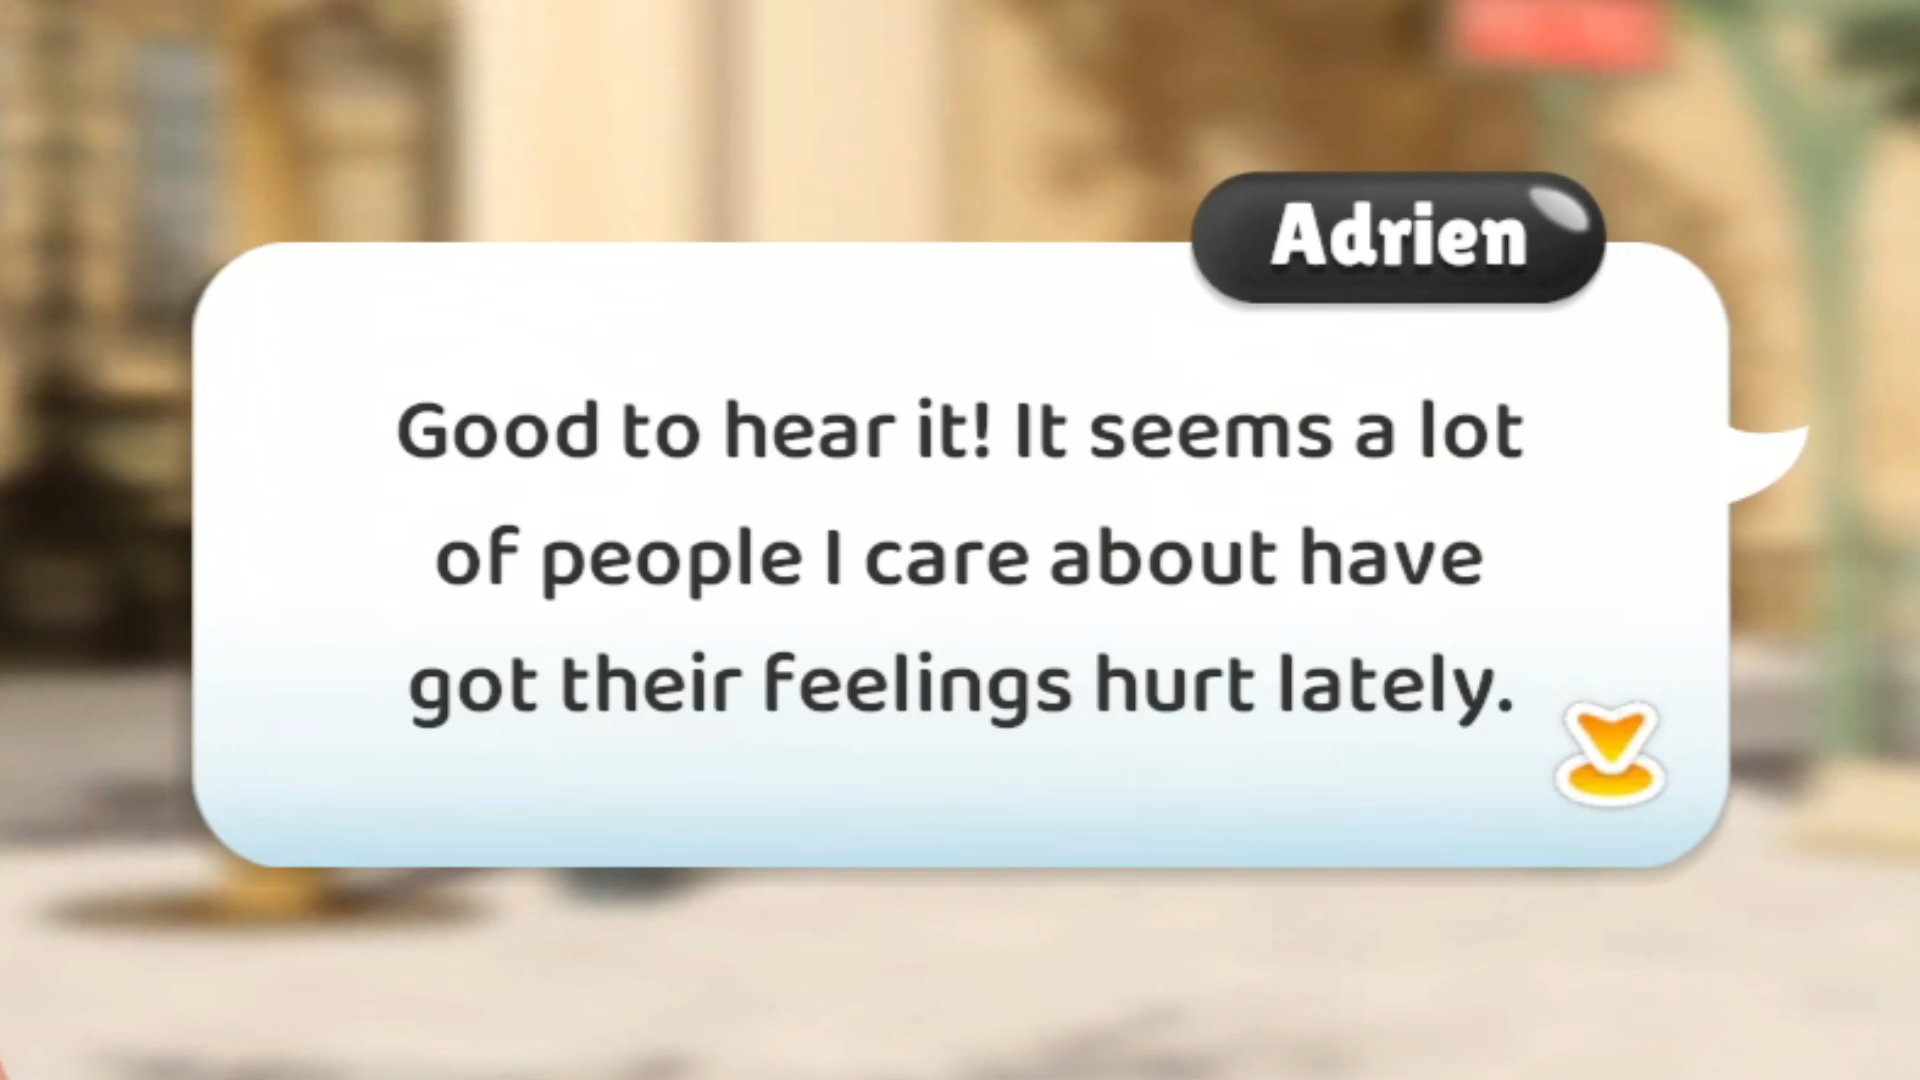 Adrien
Good to hear it! It seems a lot
of people I care about have
got their feelings hurt lately.